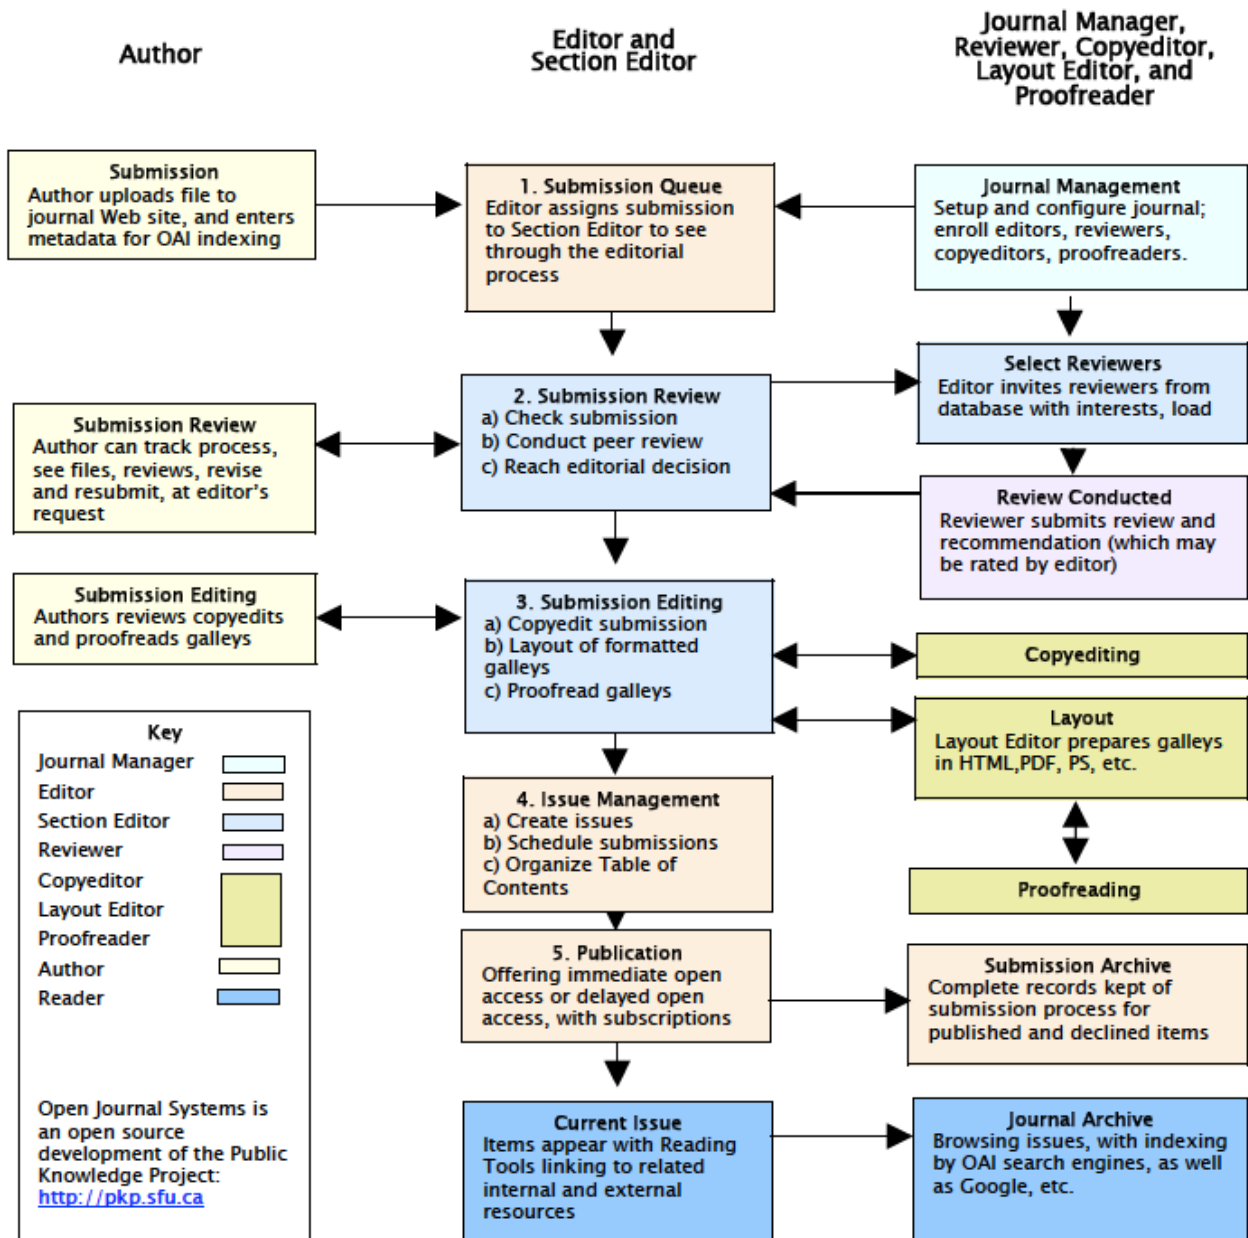 Author
Editor and
Section Editor
Journal Manager,
Reviewer, Copyeditor,
Layout Editor, and
Proofreader
Submission
Author uploads file to
journal Web site, and enters
metadata for OAI indexing
1. Submission Queue
Editor assigns submission
to Section Editor to see
through the editorial
process
Journal Management
Setup and configure journal;
enroll editors, reviewers,
copyeditors, proofreaders.
2. Submission Review
a) Check submission
b) Conduct peer review
c) Reach editorial decision
Select Reviewers
Editor invites reviewers from
database with interests, load
Submission Review
Author can track process,
see files, reviews, revise
and resubmit, at editor's
request
Review Conducted
Reviewer submits review and
recommendation (which may
be rated by editor)
Submission Editing
Authors reviews copyedits
and proofreads galleys
3. Submission Editing
a) Copyedit submission
b) Layout of formatted
galleys
c) Proofread galleys
Copyediting
Layout
Layout Editor prepares galleys
in HTML,PDF, PS, etc.
Proofreading
Key
Journal Manager
Editor
Section Editor
Reviewer
Copyeditor
Layout Editor
Proofreader
Author
Reader
Open Journal Systems is
an open source
development of the Public
Knowledge Project:
http://pkp.sfu.ca
4. Issue Management
a) Create issues
b) Schedule submissions
c) Organize Table of
Contents
5. Publication
Offering immediate open
access or delayed open
access, with subscriptions
Submission Archive
Complete records kept of
submission process for
published and declined items
Current Issue
Items appear with Reading
Tools linking to related
internal and external
resources
Journal Archive
Browsing issues, with indexing
by OAI search engines, as well
as Google, etc.